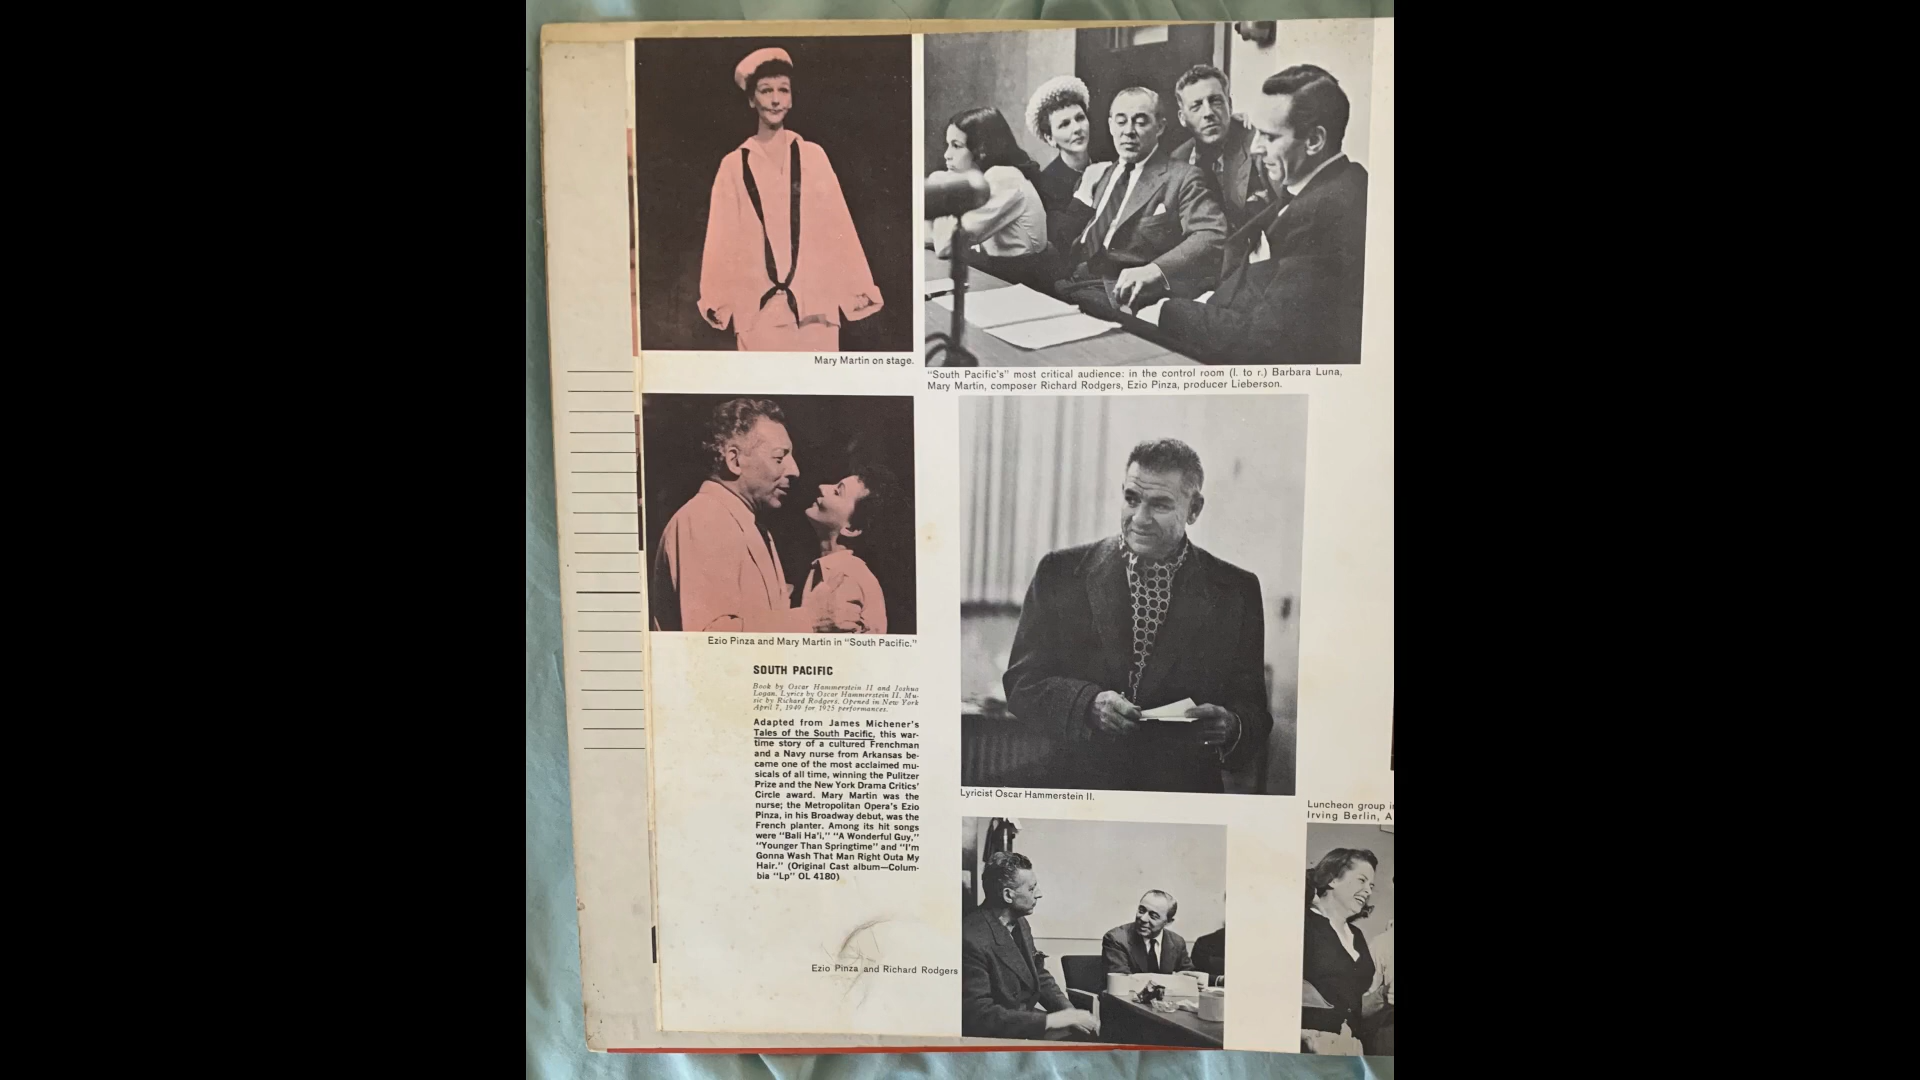 Mary Martin on stage.
"South Pacific's" most critical audience: in the control room (l. to r.) Barbara Luna,
Mary Martin, composer Richard Rodgers, Ezio Pinza, producer Lieberson.
Ezio Pinza and Mary Martin in "South Pacific."
SOUTH PACIFIC
Book by Oscar Hammerstein II and Joshua
Logan. Lyrics by Oscar Hammerstein II. Mu-
sic by Richard Rodgers. Opened in New York
April 7, 1949 for 1925 performances.
Adapted from James Michener's
Tales of the South Pacific, this war-
time story of a cultured Frenchman
and a Navy nurse from Arkansas be-
came one of the most acclaimed mu-
sicals of all time, winning the Pulitzer
Prize and the New York Drama Critics'
Circle award. Mary Martin was the
nurse; the Metropolitan Opera's Ezio
Pinza, in his Broadway debut, was the
French planter. Among its hit songs
were "Bali Ha'i," "A Wonderful Guy,"
"Younger Than Springtime" and "I'm
Gonna Wash That Man Right Outa My
Hair." (Original Cast album—Colum-
bia "Lp" OL 4180)
Lyricist Oscar Hammerstein II.
Luncheon group
Irving Berlin, A
Ezio Pinza and Richard Rodgers